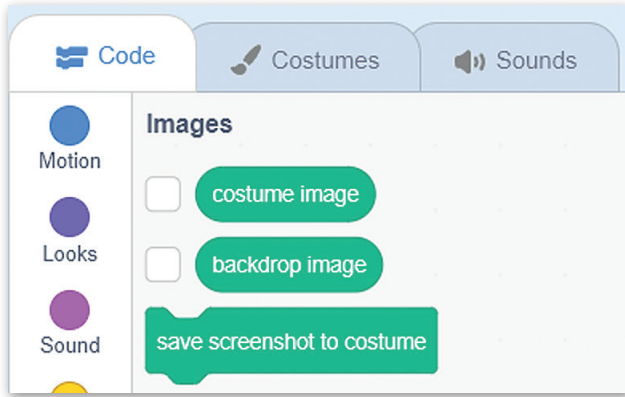 Code
Costumes
Sounds
Motion
Looks
Sound
Images
costume image
backdrop image
save screenshot to costume